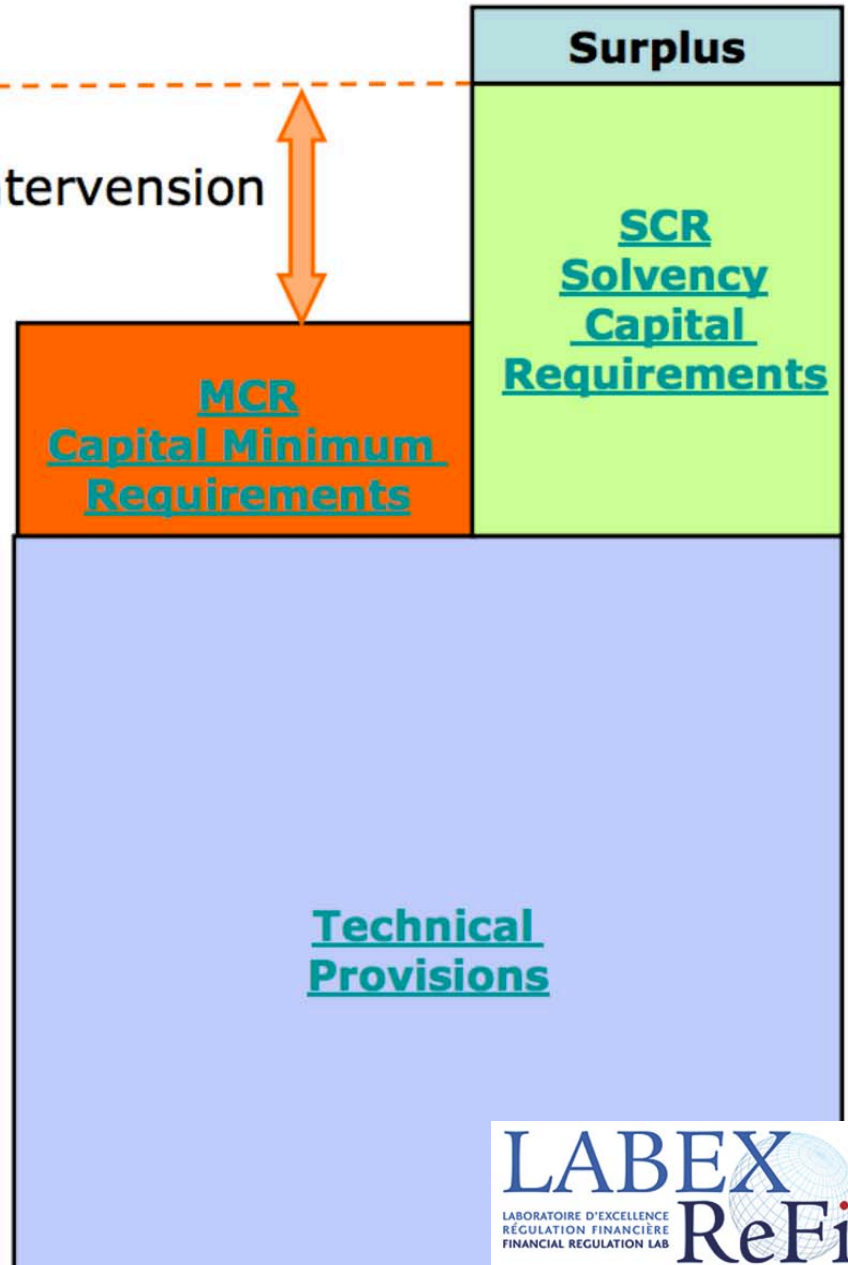 Surplus
tervension
SCR
Solvency
Capital
Requirements
MCR
Capital Minimum
Requirements
Technical
Provisions
LABEX
LABORATOIRE D'EXCELLENCE
RÉGULATION FINANCIÈRE
FINANCIAL REGULATION LAB
ReFi